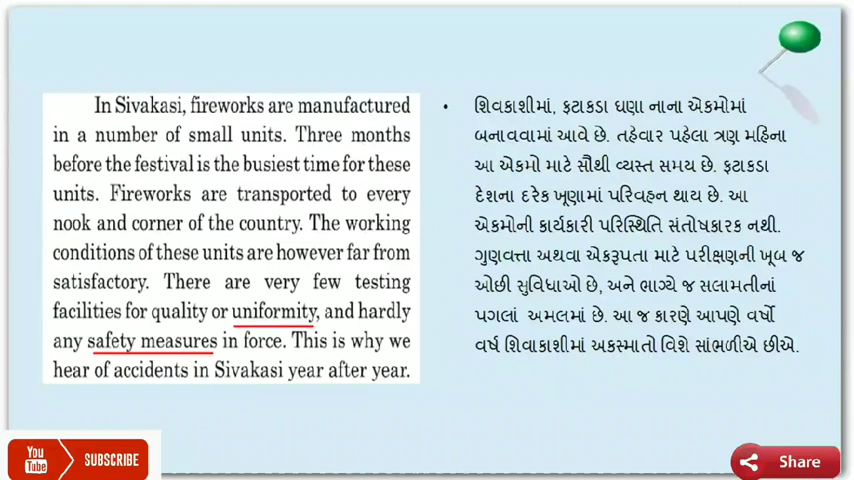 In Sivakasi, fireworks are manufactured
in a number of small units. Three months
before the festival is the busiest time for these
units. Fireworks are transported to every
nook and corner of the country. The working
conditions of these units are however far from
satisfactory. There are very few testing
facilities for quality or uniformity, and hardly
any safety measures in force. This is why we
hear of accidents in Sivakasi year after year.
• શિવકાશીમાં, ફટાકડા ઘણા નાના એકમોમાં
બનાવવામાં આવે છે. તહેવાર પહેલા ત્રણ મહિના
આ એકમો માટે સૌથી વ્યસ્ત સમય છે. ફટાકડા
દેશના દરેક ખૂણામાં પરિવહન થાય છે. આ
એકમોની કાર્યકારી પરિસ્થિતિ સંતોષકારક નથી.
ગુણવત્તા અથવા એકરૂપતા માટે પરીક્ષણની ખૂબ જ
ઓછી સુવિધાઓ છે, અને ભાગ્યે જ સલામતીનાં
પગલાં અમલમાં છે. આ જ કારણે આપણે વર્ષો
વર્ષ શિવાકાશીમાં અકસ્માતો વિશે સાંભળીએ છીએ.
You
Tube
SUBSCRIBE
Share